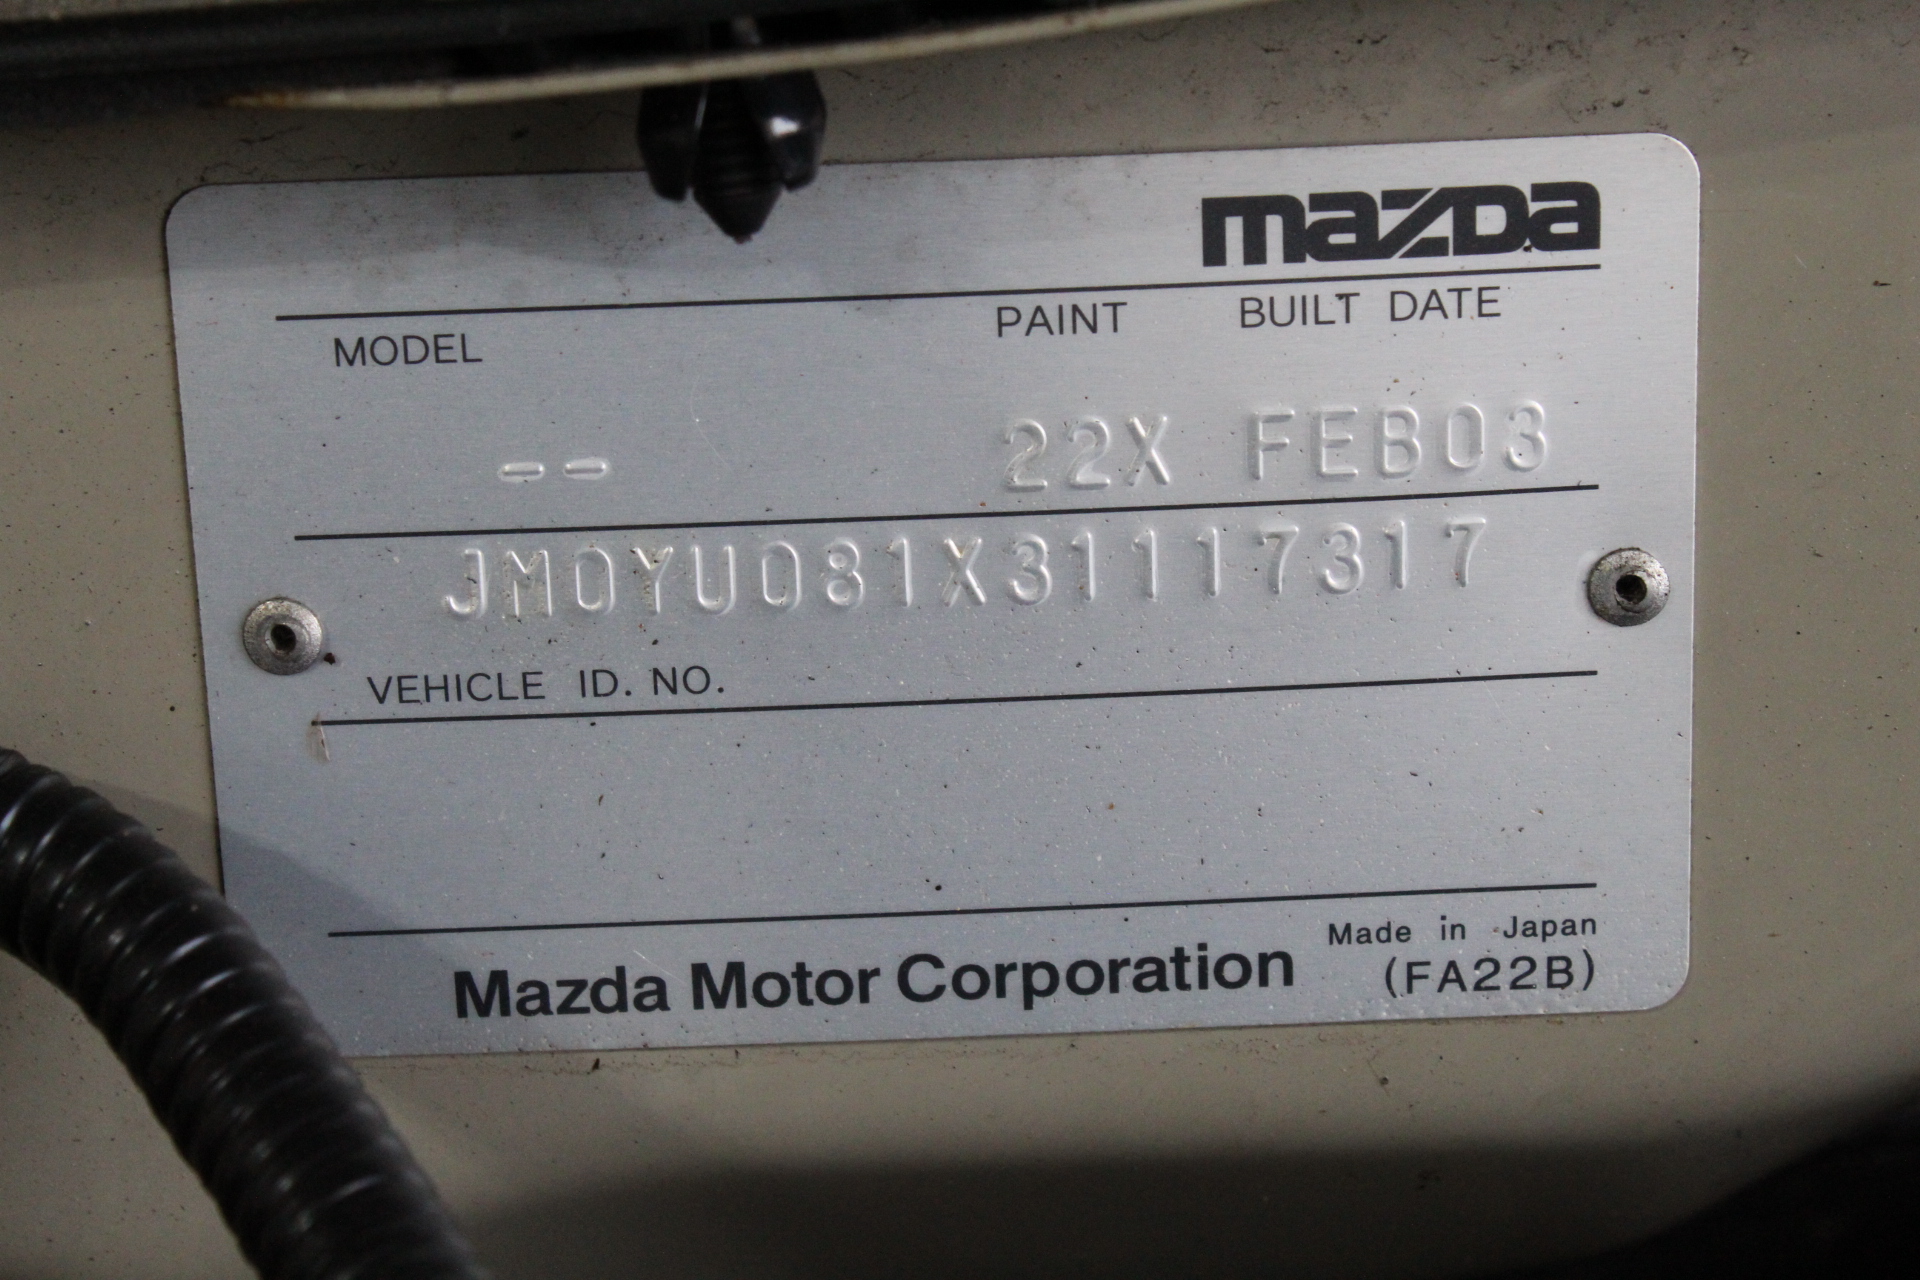 mazda
MODEL PAINT BUILT DATE
-- 22X FEB03
JM0YU081X31117317
VEHICLE ID. NO.
Made in Japan
Mazda Motor Corporation (FA22B)